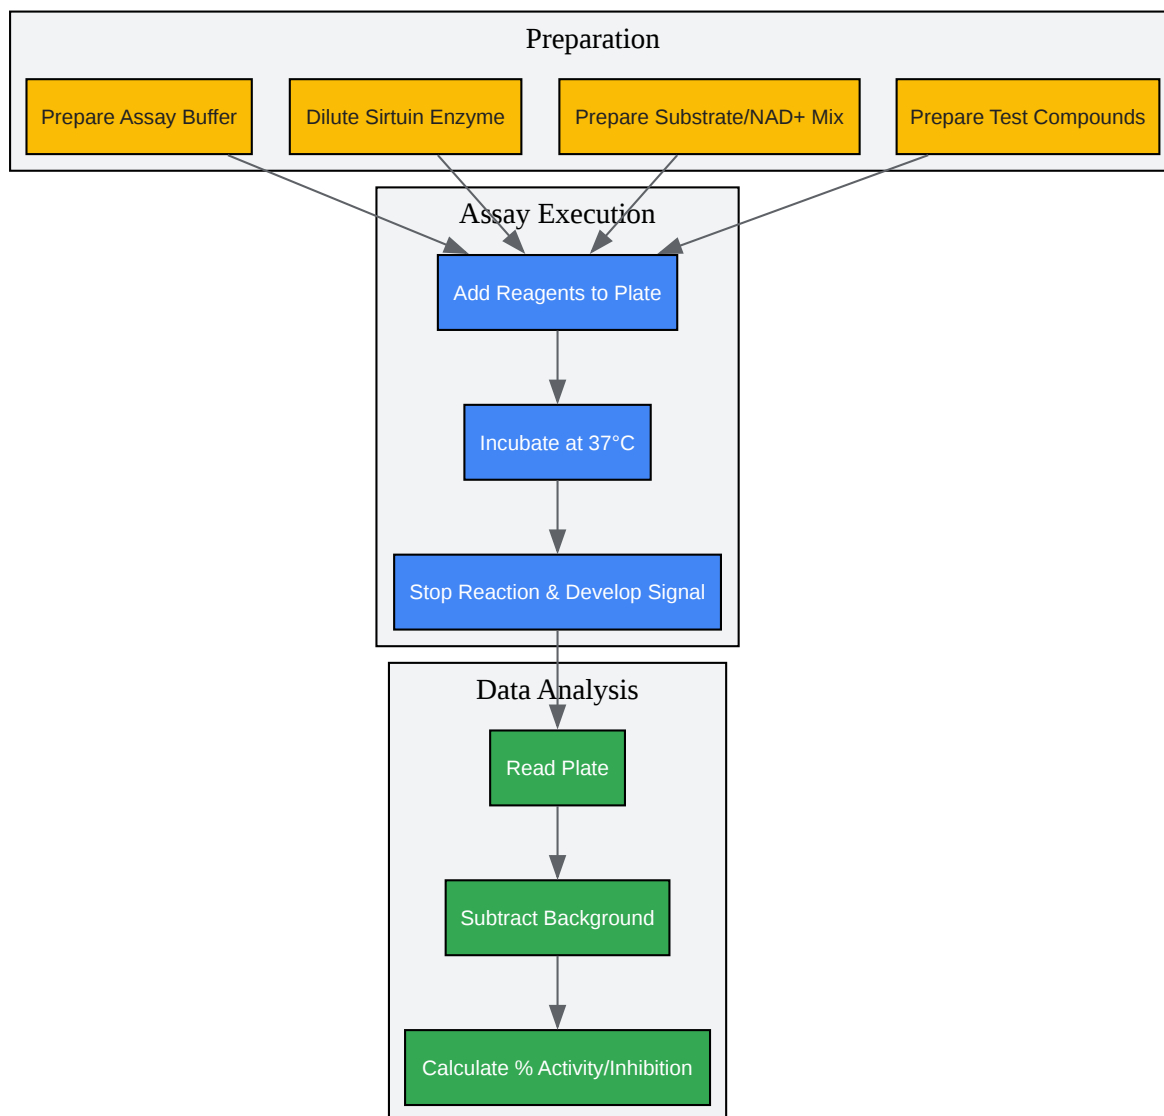 Preparation
Prepare Assay Buffer
Dilute Sirtuin Enzyme
Prepare Substrate/NAD+ Mix
Prepare Test Compounds
Assay Execution
Add Reagents to Plate
Incubate at 37°C
Stop Reaction & Develop Signal
Data Analysis
Read Plate
Subtract Background
Calculate % Activity/Inhibition